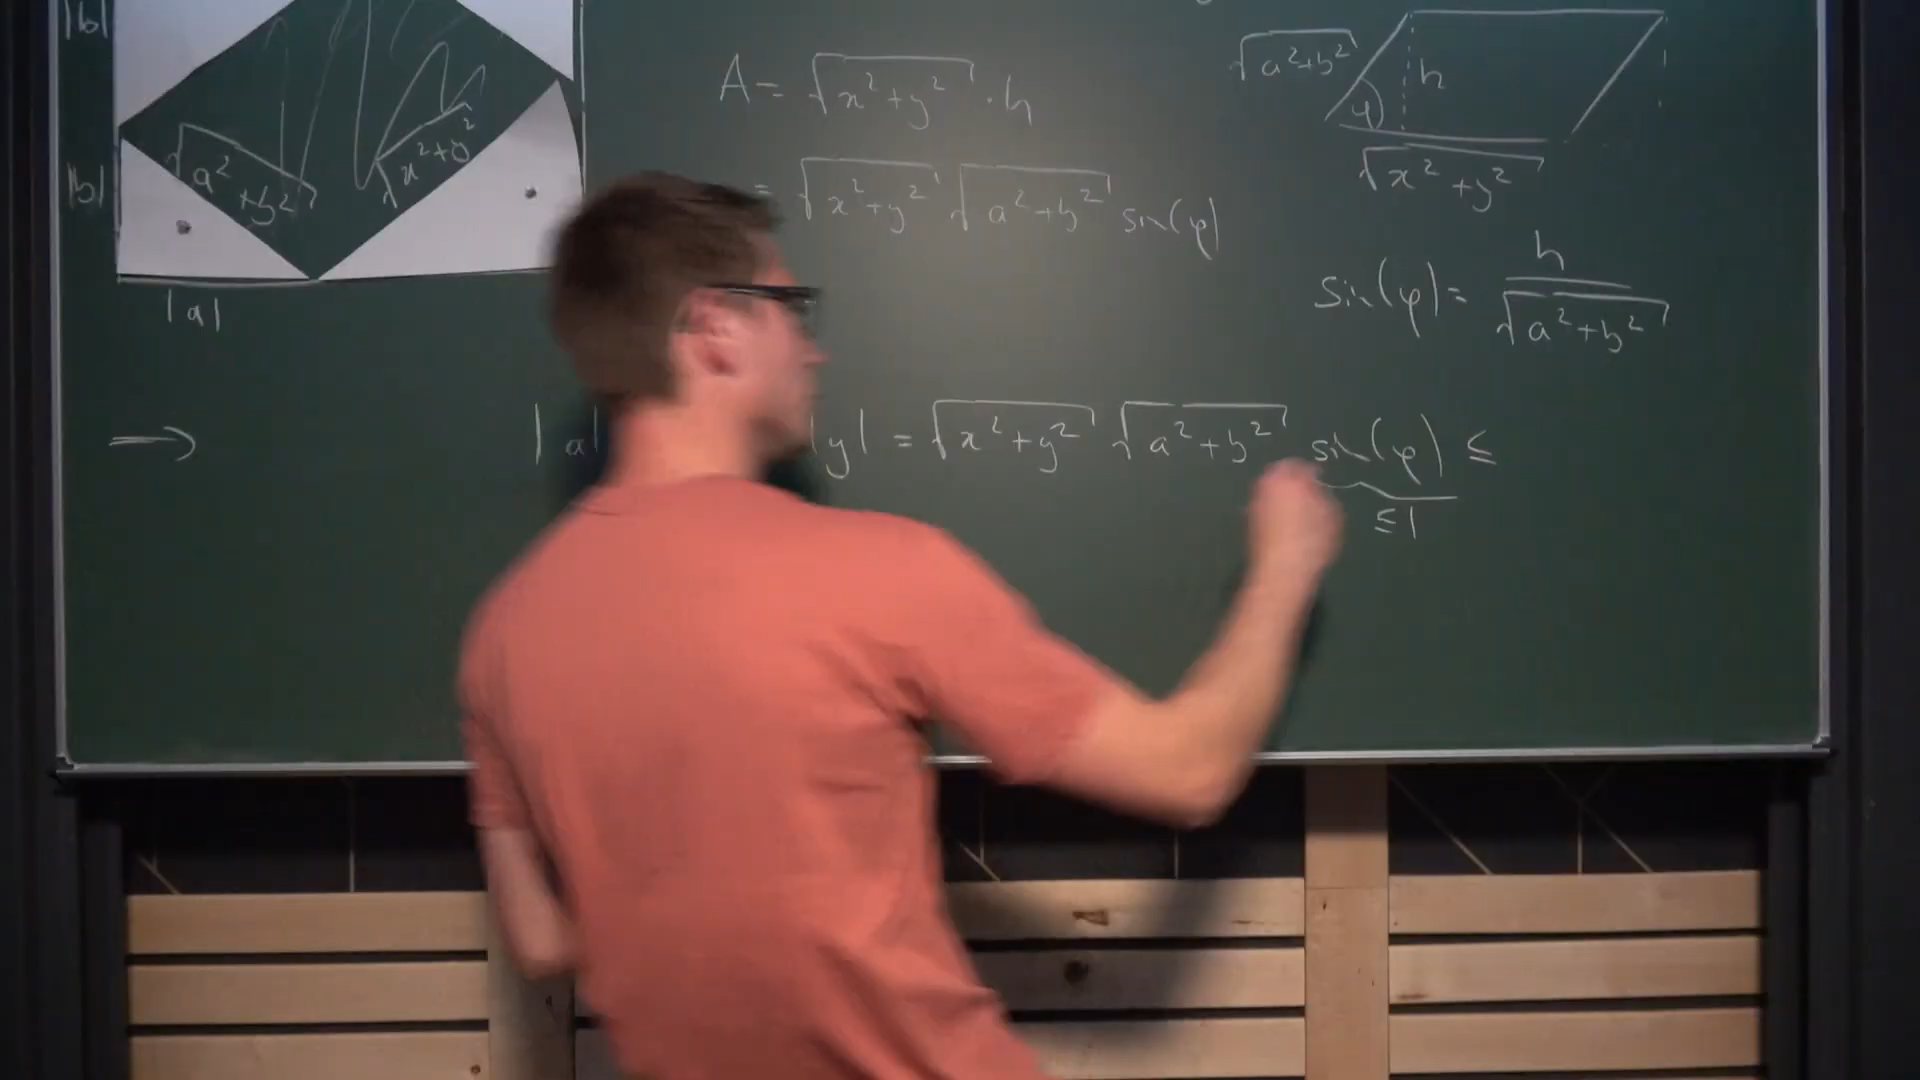 |b|
√(a²+b²) √(x²+y²)
|b|
|a|
A = √(x²+y²) · h
= √(x²+y²) √(a²+b²) sin(φ)
√(a²+b²) h
φ
√(x²+y²)
sin(φ) = h / √(a²+b²)
⟹ |a| |y| = √(x²+y²) √(a²+b²) sin(φ) ≤
≤ 1